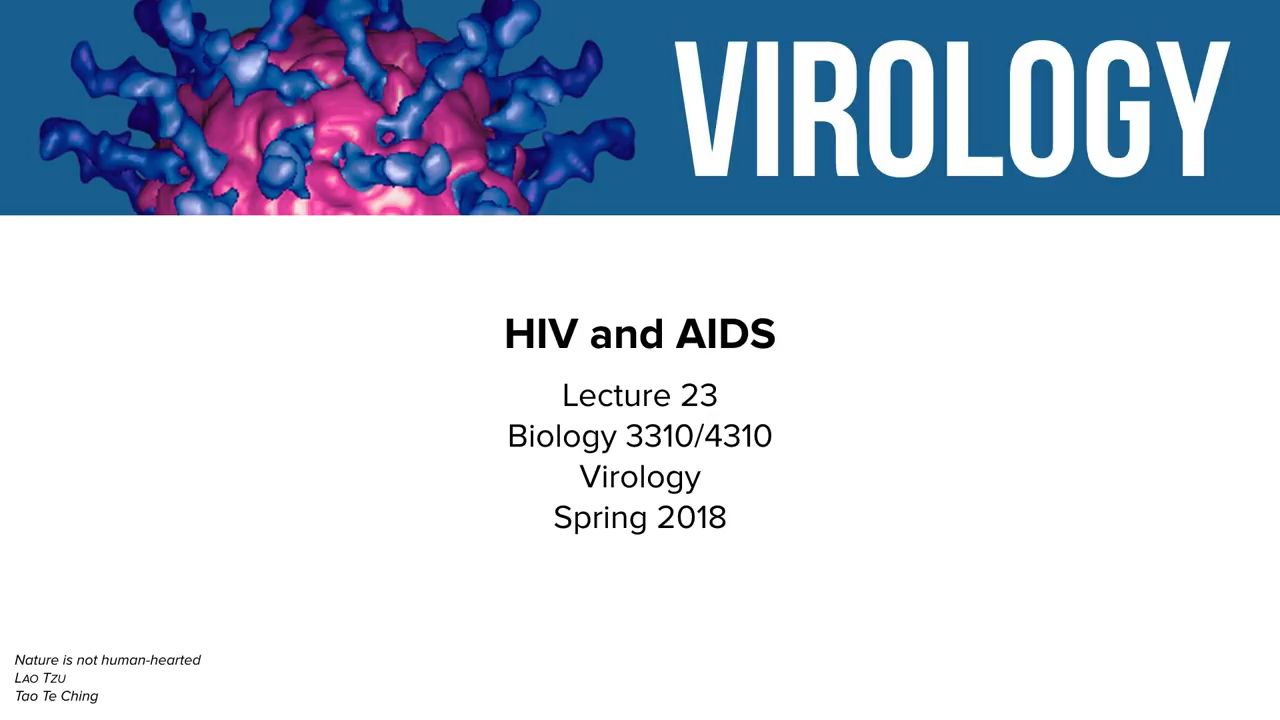 VIROLOGY
HIV and AIDS
Lecture 23
Biology 3310/4310
Virology
Spring 2018
Nature is not human-hearted
LAO TZU
Tao Te Ching